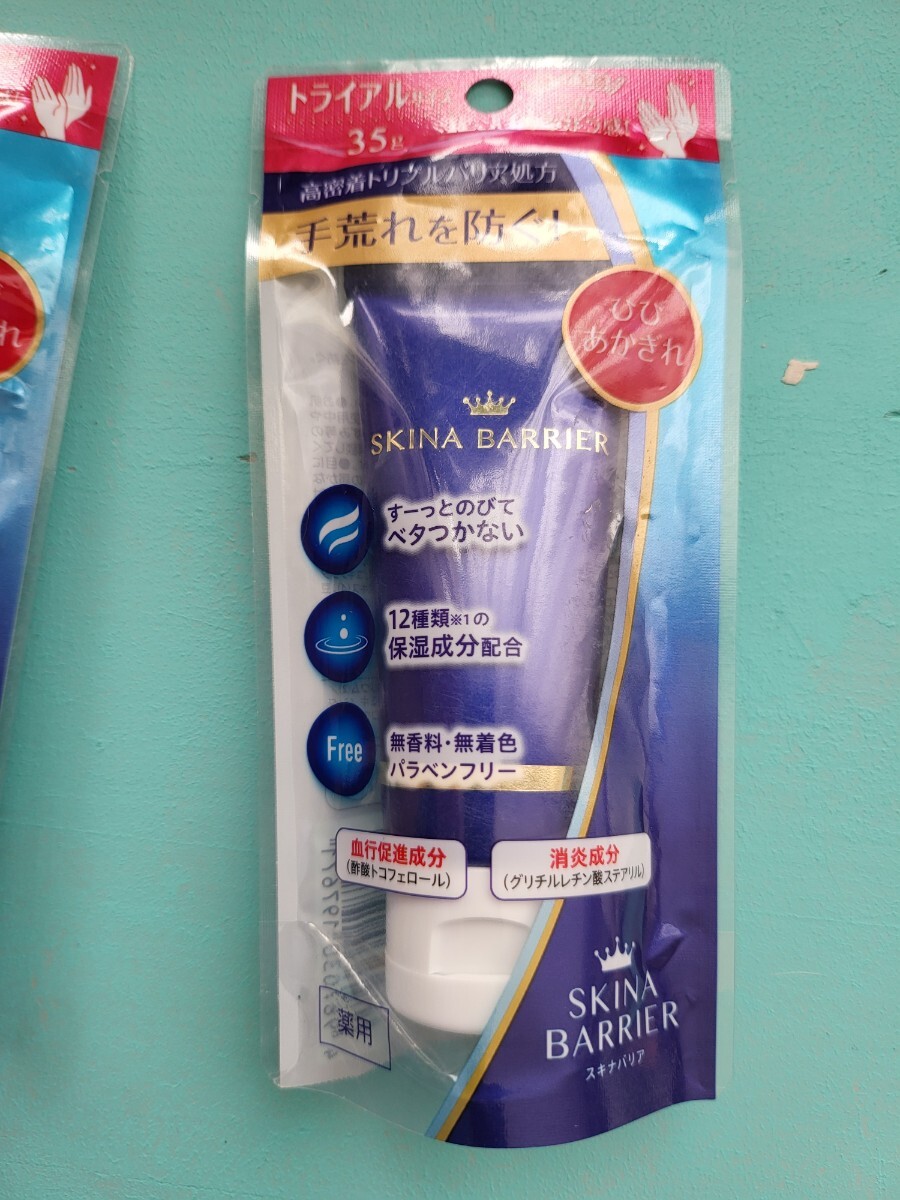 トライアル
35g
高密着トリプルバリア処方
手荒れを防ぐ!
ひび
あかぎれ
れ
SKINA BARRIER
すーっとのびて
ベタつかない
12種類※1の
保湿成分配合
Free
無香料・無着色
パラベンフリー
血行促進成分
(酢酸トコフェロール)
消炎成分
(グリチルレチン酸ステアリル)
薬用
SKINA
BARRIER
スキナバリア